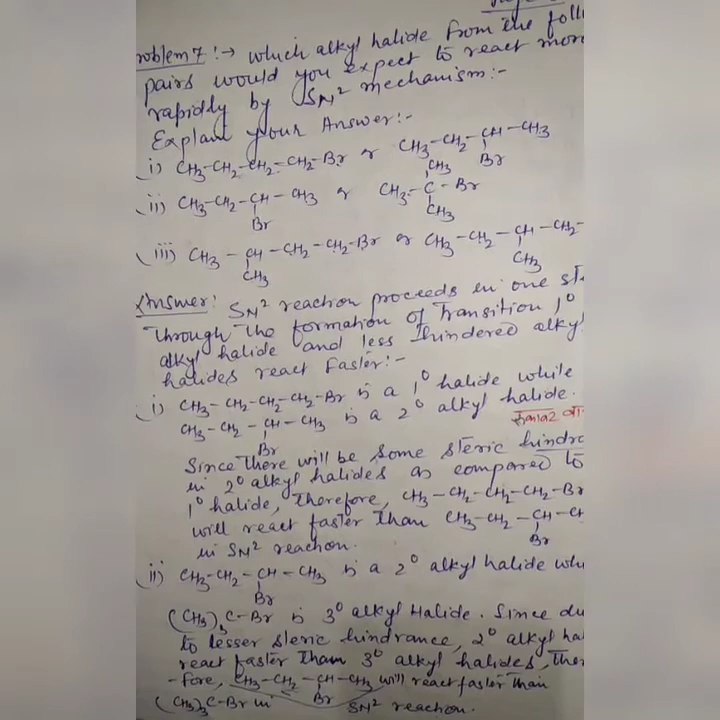 roblem 7 :→ which alkyl halide from the foll
pairs would you expect to react mor
rapidly by SN² mechanism:-
Explain your Answer:-
i) CH3-CH2-CH2-CH2-Br or CH3-CH2-CH-CH3
Br
ii) CH3-CH2-CH-CH3 or CH3-C-Br
CH3
Br
CH3
iii) CH3-CH-CH2-CH2-Br or CH3-CH2-CH-CH2-
CH3
CH3
Answer: SN² reaction proceeds in one st
through the formation of Transition 1°
alkyl halide and less hindered alkyl
halides react faster:-
i) CH3-CH2-CH2-CH2-Br is a 1° halide while
CH3-CH2-CH-CH3 is a 2° alkyl halide.
Br
Since there will be some steric hindra
in 2° alkyl halides as compared to
1° halide, therefore, CH3-CH2-CH2-CH2-Br
will react faster than CH3-CH2-CH-CH
Br
in SN² reaction.
ii) CH3-CH2-CH-CH3 is a 2° alkyl halide whi
Br
(CH3)3C-Br is 3° alkyl Halide. Since du
to lesser steric hindrance, 2° alkyl ha
react faster than 3° alkyl halides, ther
-fore, CH3-CH2-CH-CH3 will react faster than
Br
(CH3)3C-Br in SN² reaction.